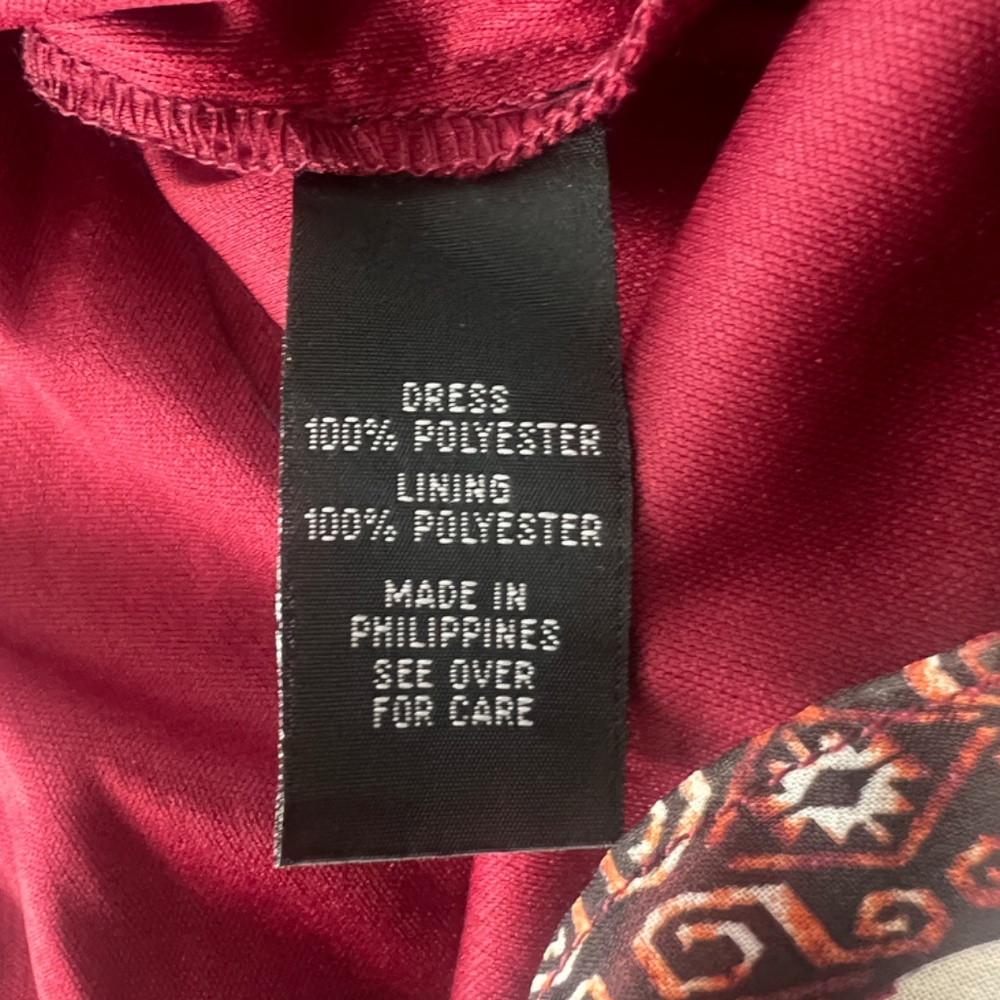 DRESS
100% POLYESTER
LINING
100% POLYESTER
MADE IN
PHILIPPINES
SEE OVER
FOR CARE